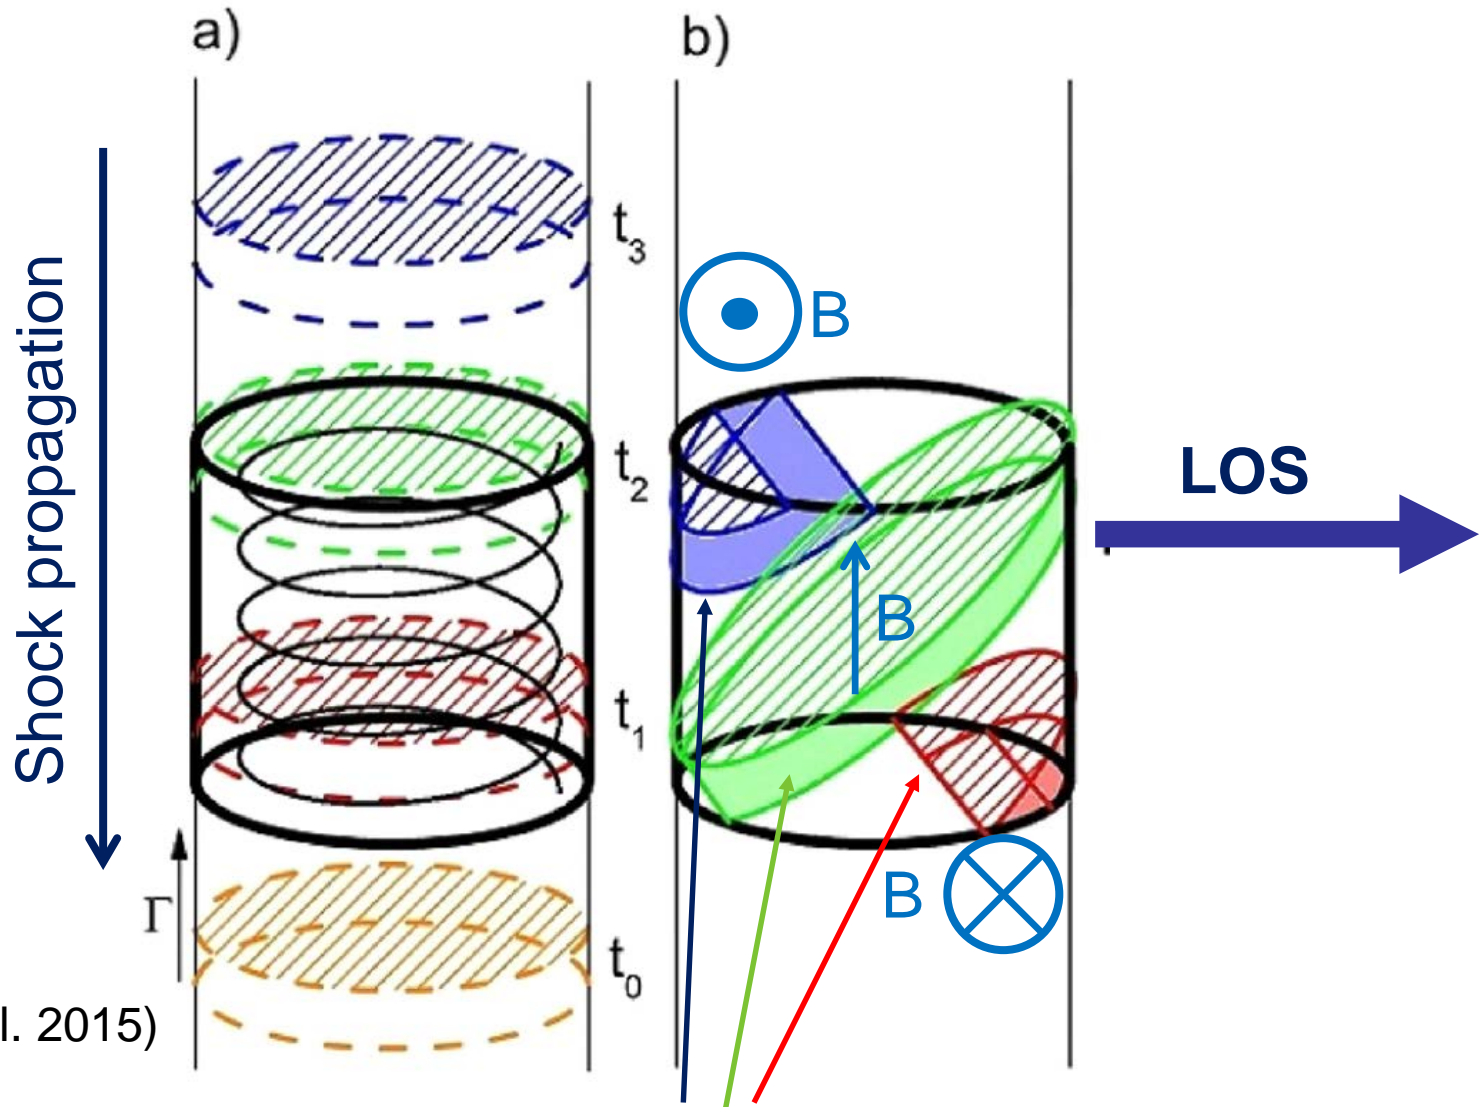 a)
b)
Shock propagation
t3
t2
t1
t0
Γ
B
B
B
LOS
l. 2015)